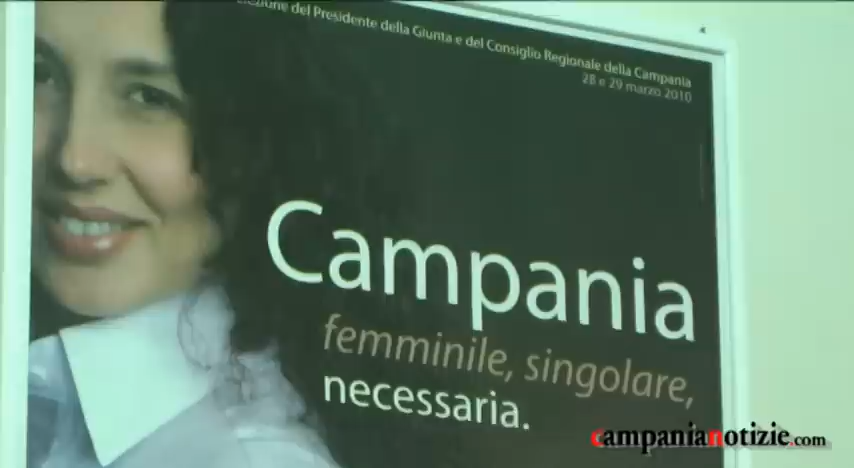 del Presidente della Giunta e del Consiglio Regionale della Campania
28 e 29 marzo 2010
Campania
femminile, singolare,
necessaria.
campanianotizie.com